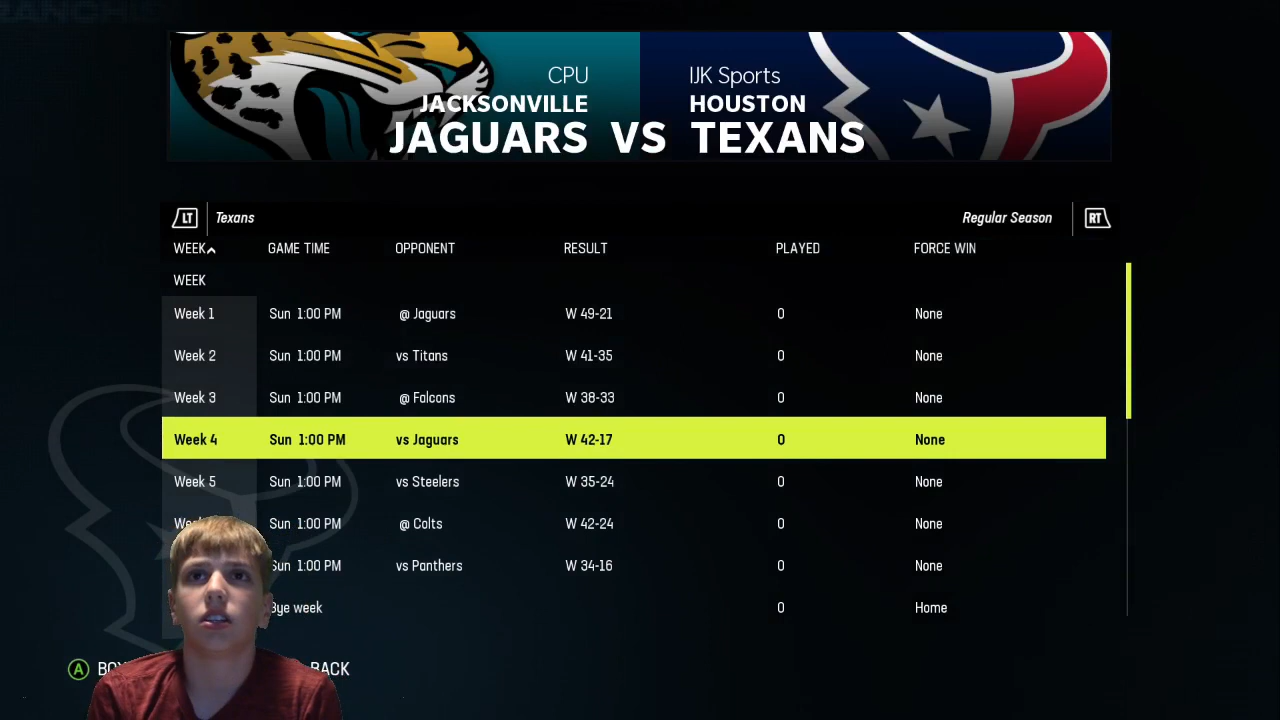 CPU
JACKSONVILLE
JAGUARS
VS
IJK Sports
HOUSTON
TEXANS
LT Texans Regular Season RT
WEEK GAME TIME OPPONENT RESULT PLAYED FORCE WIN
WEEK
Week 1 Sun 1:00 PM @ Jaguars W 49-21 0 None
Week 2 Sun 1:00 PM vs Titans W 41-35 0 None
Week 3 Sun 1:00 PM @ Falcons W 38-33 0 None
Week 4 Sun 1:00 PM vs Jaguars W 42-17 0 None
Week 5 Sun 1:00 PM vs Steelers W 35-24 0 None
Sun 1:00 PM @ Colts W 42-24 0 None
Sun 1:00 PM vs Panthers W 34-16 0 None
Bye week 0 Home
A BACK